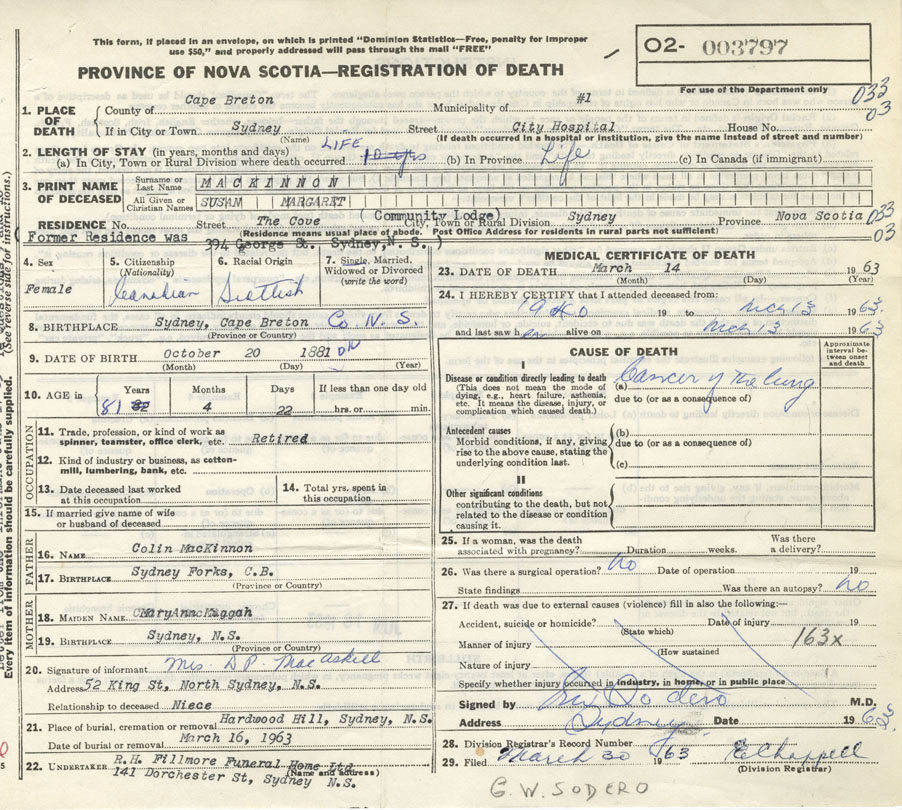 This form, if placed in an envelope, on which is printed "Dominion Statistics—Free, penalty for improper
use $50," and properly addressed will pass through the mail "FREE"
PROVINCE OF NOVA SCOTIA—REGISTRATION OF DEATH
02- 003797
For use of the Department only
033
03
1. PLACE OF DEATH
County of Cape Breton Municipality of #1
If in City or Town Sydney Street City Hospital House No.
(Name) (If death occurred in a hospital or institution, give the name instead of street and number)
2. LENGTH OF STAY (in years, months and days) LIFE
(a) In City, Town or Rural Division where death occurred 10 yrs (b) In Province Life (c) In Canada (if immigrant)
3. PRINT NAME OF DECEASED
Surname or Last Name MACKINNON
All Given or Christian Names SUSAN MARGARET
(Community Lodge)
RESIDENCE No. Street The Cove City, Town or Rural Division Sydney Province Nova Scotia 033
03
(Residence means usual place of abode. Post Office Address for residents in rural parts not sufficient)
(Former Residence was 394 George St. Sydney, N.S. )
4. Sex
Female
5. Citizenship
(Nationality)
Canadian
6. Racial Origin
Scottish
7. Single, Married,
Widowed or Divorced
(write the word)
8. BIRTHPLACE Sydney, Cape Breton Co. N. S.
(Province or Country)
9. DATE OF BIRTH October 20 1881
(Month) (Day) (Year)
10. AGE in
Years Months Days If less than one day old
81 82 4 22 hrs. or min.
OCCUPATION
11. Trade, profession, or kind of work as
spinner, teamster, office clerk, etc. Retired
12. Kind of industry or business, as cotton-
mill, lumbering, bank, etc.
13. Date deceased last worked
at this occupation
14. Total yrs. spent in
this occupation
15. If married give name of wife
or husband of deceased
FATHER
16. NAME Colin MacKinnon
17. BIRTHPLACE Sydney Forks, C.B.
(Province or Country)
MOTHER
18. MAIDEN NAME MaryAnne Maggah
19. BIRTHPLACE Sydney, N.S.
(Province or Country)
20. Signature of informant Mrs. D.P. MacAskill
Address 52 King St, North Sydney, N.S.
Relationship to deceased Niece
21. Place of burial, cremation or removal Hardwood Hill, Sydney, N.S.
Date of burial or removal March 16, 1963
22. UNDERTAKER R.H. Fillmore Funeral Home Ltd
(Name and address)
141 Dorchester St, Sydney N.S.
MEDICAL CERTIFICATE OF DEATH
23. DATE OF DEATH March 14 1963
(Month) (Day) (Year)
24. I HEREBY CERTIFY that I attended deceased from:
1960 19 to Mch 13 1963
and last saw h er alive on Mch 13 1963
CAUSE OF DEATH
Approximate interval between onset and death
I
Disease or condition directly leading to death
(This does not mean the mode of
dying, e.g., heart failure, asthenia,
etc. It means the disease, injury, or
complication which caused death.)
(a) Cancer of the lung
due to (or as a consequence of)
Antecedent causes
Morbid conditions, if any, giving
rise to the above cause, stating the
underlying condition last.
(b)
due to (or as a consequence of)
(c)
II
Other significant conditions
contributing to the death, but not
related to the disease or condition
causing it.
25. If a woman, was the death
associated with pregnancy? Duration weeks. Was there
a delivery?
26. Was there a surgical operation? No Date of operation 19
State findings Was there an autopsy? No
27. If death was due to external causes (violence) fill in also the following:—
Accident, suicide or homicide? Date of injury 19
(State which)
163x
Manner of injury
(How sustained
Nature of injury
Specify whether injury occurred in industry, in home, or in public place
Signed by Sodero M.D.
Address Sydney Date 1963
28. Division Registrar's Record Number
29. Filed March 30 1963 E Chappell
(Division Registrar)
G. W. SODERO
(See reverse side for instructions.)
Every item of information should be carefully supplied.